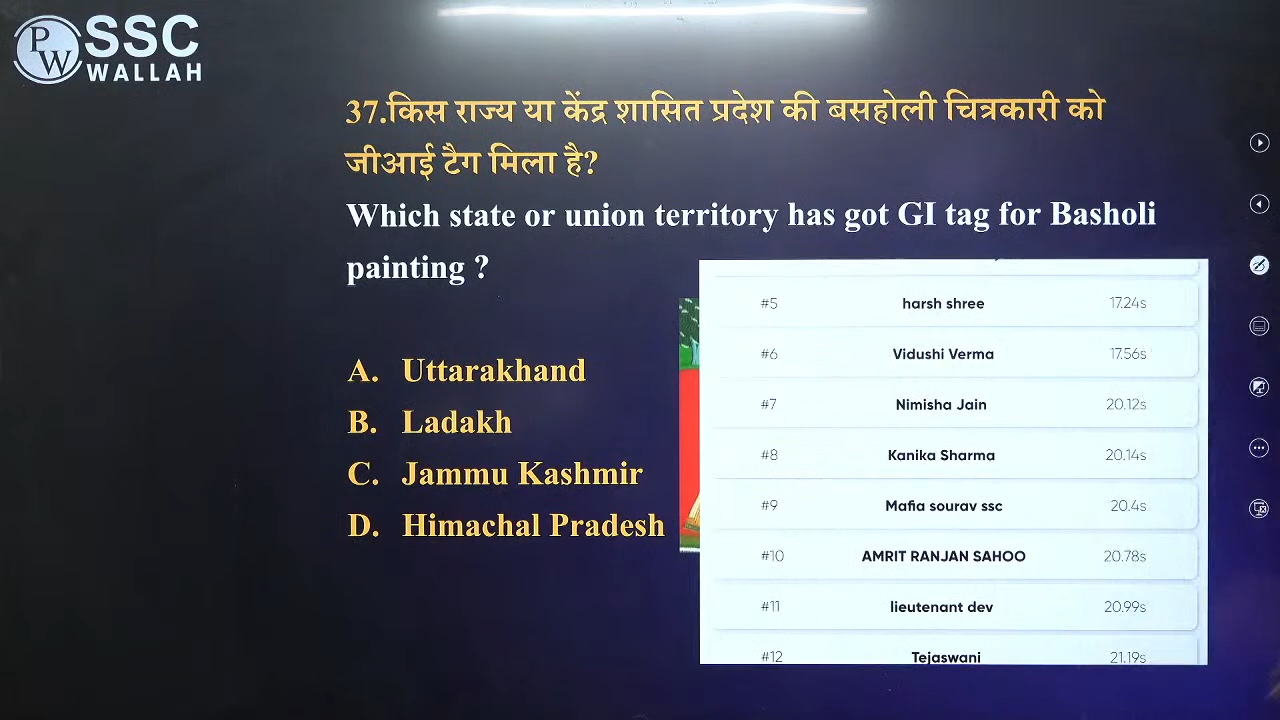 PW
SSC
WALLAH
37.किस राज्य या केंद्र शासित प्रदेश की बसहोली चित्रकारी को
जीआई टैग मिला है?
Which state or union territory has got GI tag for Basholi
painting ?
A. Uttarakhand
B. Ladakh
C. Jammu Kashmir
D. Himachal Pradesh
#5 harsh shree 17.24s
#6 Vidushi Verma 17.56s
#7 Nimisha Jain 20.12s
#8 Kanika Sharma 20.14s
#9 Mafia sourav ssc 20.4s
#10 AMRIT RANJAN SAHOO 20.78s
#11 lieutenant dev 20.99s
#12 Tejaswani 21.19s